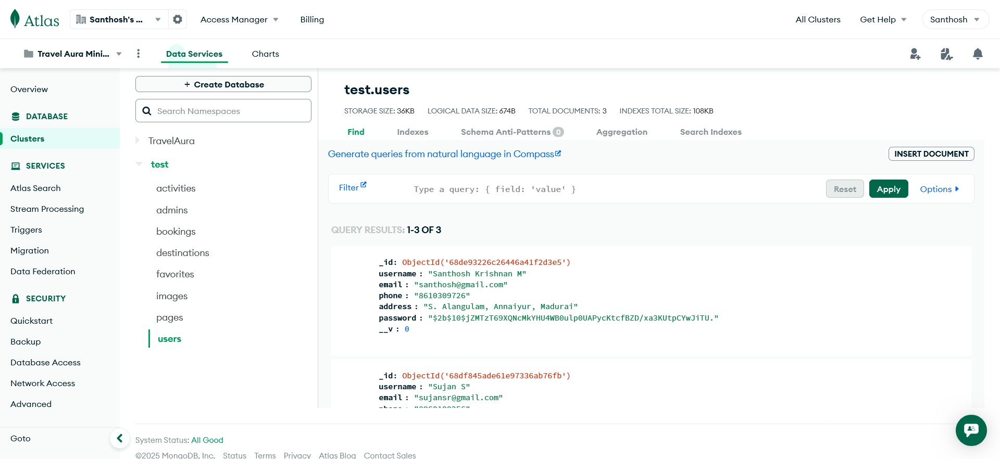 Atlas
Santhosh's ...
Access Manager
Billing
All Clusters
Get Help
Santhosh
Travel Aura Mini...
Data Services
Charts
Overview
DATABASE
Clusters
SERVICES
Atlas Search
Stream Processing
Triggers
Migration
Data Federation
SECURITY
Quickstart
Backup
Database Access
Network Access
Advanced
Goto
+ Create Database
Search Namespaces
TravelAura
test
activities
admins
bookings
destinations
favorites
images
pages
users
test.users
STORAGE SIZE: 36KB LOGICAL DATA SIZE: 674B TOTAL DOCUMENTS: 3 INDEXES TOTAL SIZE: 108KB
Find
Indexes
Schema Anti-Patterns 0
Aggregation
Search Indexes
Generate queries from natural language in Compass
INSERT DOCUMENT
Filter
Type a query: { field: 'value' }
Reset
Apply
Options
QUERY RESULTS: 1-3 OF 3
_id: ObjectId('68de93226c26446a41f2d3e5')
username : "Santhosh Krishnan M"
email : "santhosh@gmail.com"
phone : "8610309726"
address : "S. Alangulam, Annaiyur, Madurai"
password : "$2b$10$jZMTzT69XQNcMkYHU4WB0ulp0UAPycKtcfBZD/xa3KUtpCYwJiTU."
__v : 0
_id: ObjectId('68df845ade61e97336ab76fb')
username : "Sujan S"
email : "sujansr@gmail.com"
System Status: All Good
©2025 MongoDB, Inc. Status Terms Privacy Atlas Blog Contact Sales